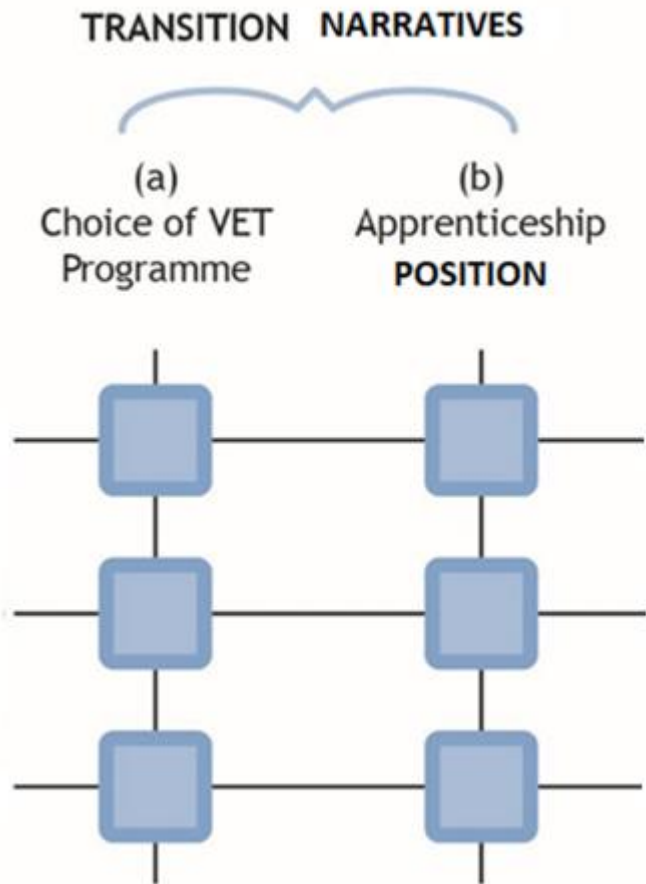 TRANSITION NARRATIVES
(a)
Choice of VET
Programme
(b)
Apprenticeship
POSITION